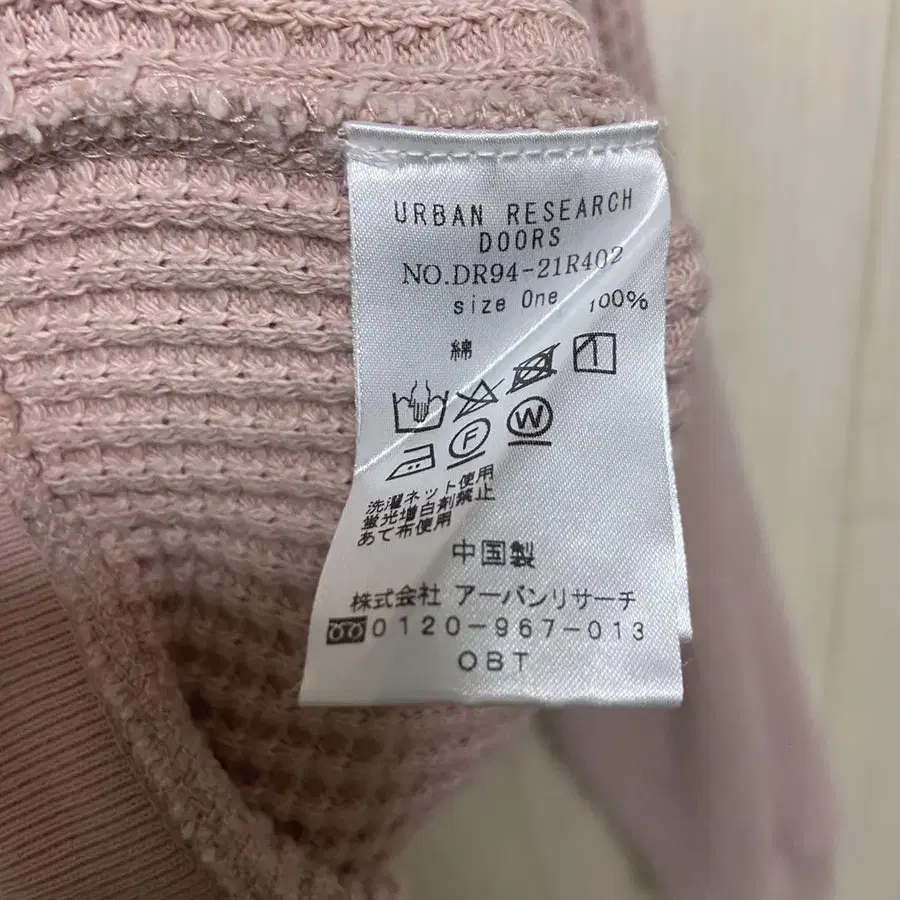 URBAN RESEARCH
DOORS
NO.DR94-21R402
size One
綿 100%
F W
洗濯ネット使用
蛍光増白剤禁止
あて布使用
中国製
株式会社 アーバンリサーチ
0120-967-013
OBT